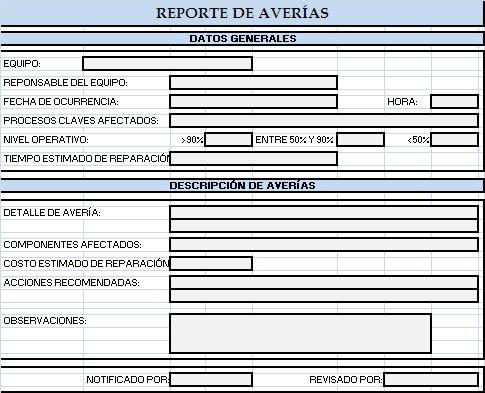 REPORTE DE AVERÍAS
DATOS GENERALES
EQUIPO:
REPONSABLE DEL EQUIPO:
FECHA DE OCURRENCIA: HORA:
PROCESOS CLAVES AFECTADOS:
NIVEL OPERATIVO: >90% ENTRE 50% Y 90% <50%
TIEMPO ESTIMADO DE REPARACIÓN
DESCRIPCIÓN DE AVERÍAS
DETALLE DE AVERÍA:
COMPONENTES AFECTADOS:
COSTO ESTIMADO DE REPARACIÓN
ACCIONES RECOMENDADAS:
OBSERVACIONES:
NOTIFICADO POR: REVISADO POR: